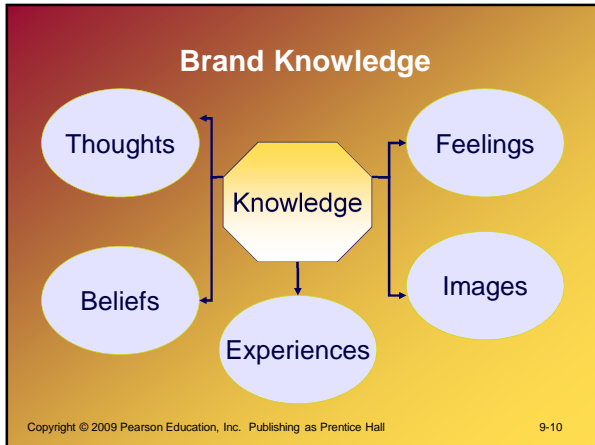 Brand Knowledge
Thoughts
Feelings
Knowledge
Beliefs
Images
Experiences
Copyright © 2009 Pearson Education, Inc. Publishing as Prentice Hall
9-10